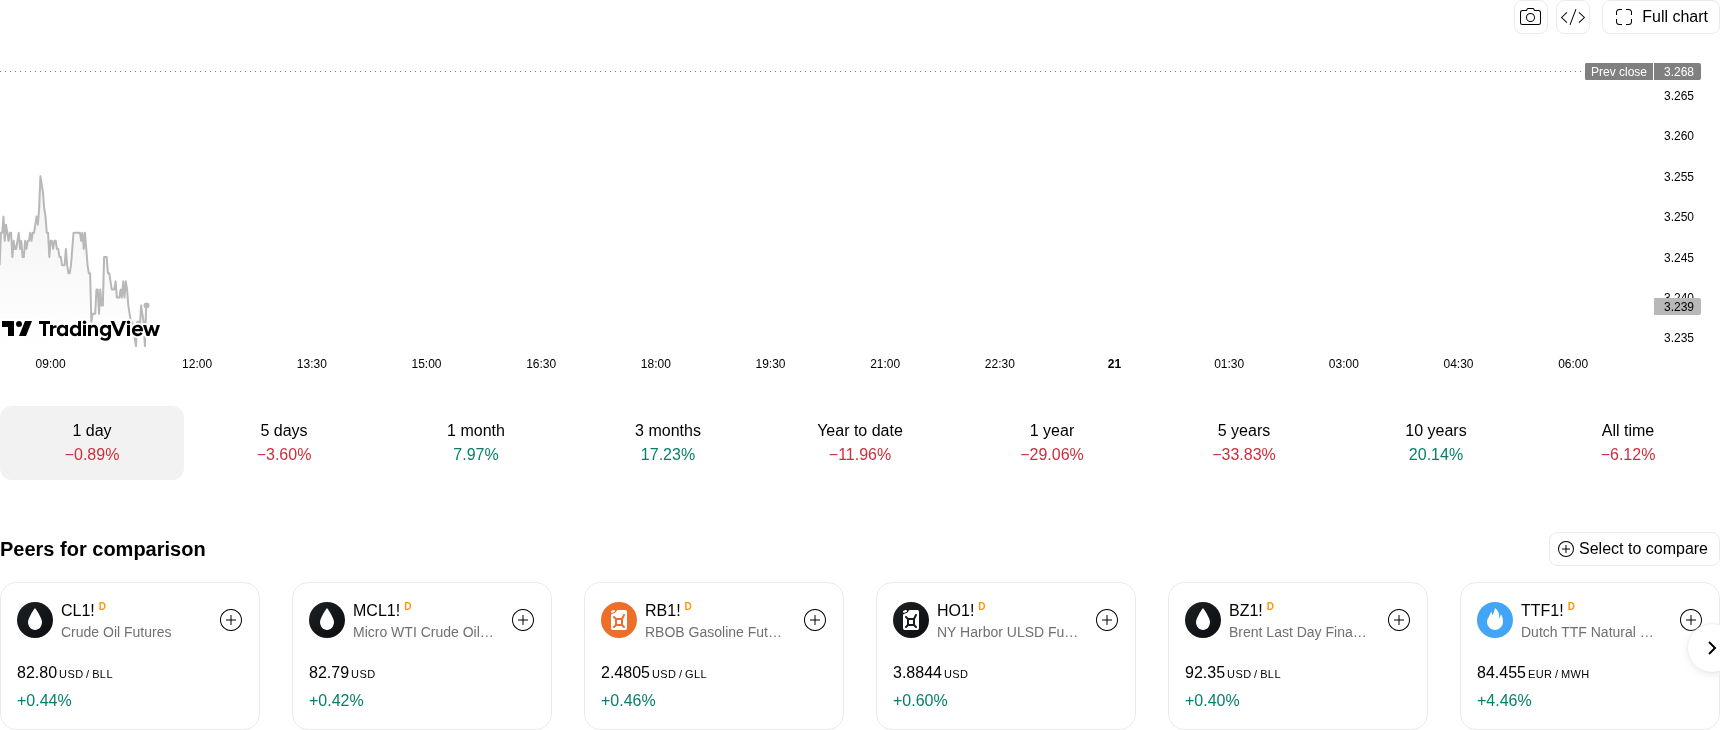 Full chart
Prev close 3.268
3.265
3.260
3.255
3.250
3.245
3.240
3.239
3.235
TradingView
09:00 12:00 13:30 15:00 16:30 18:00 19:30 21:00 22:30 21 01:30 03:00 04:30 06:00
1 day 5 days 1 month 3 months Year to date 1 year 5 years 10 years All time
−0.89% −3.60% 7.97% 17.23% −11.96% −29.06% −33.83% 20.14% −6.12%
Peers for comparison Select to compare
CL1! D MCL1! D RB1! D HO1! D BZ1! D TTF1! D
Crude Oil Futures Micro WTI Crude Oil… RBOB Gasoline Fut… NY Harbor ULSD Fu… Brent Last Day Fina… Dutch TTF Natural …
82.80 USD / BLL 82.79 USD 2.4805 USD / GLL 3.8844 USD 92.35 USD / BLL 84.455 EUR / MWH
+0.44% +0.42% +0.46% +0.60% +0.40% +4.46%